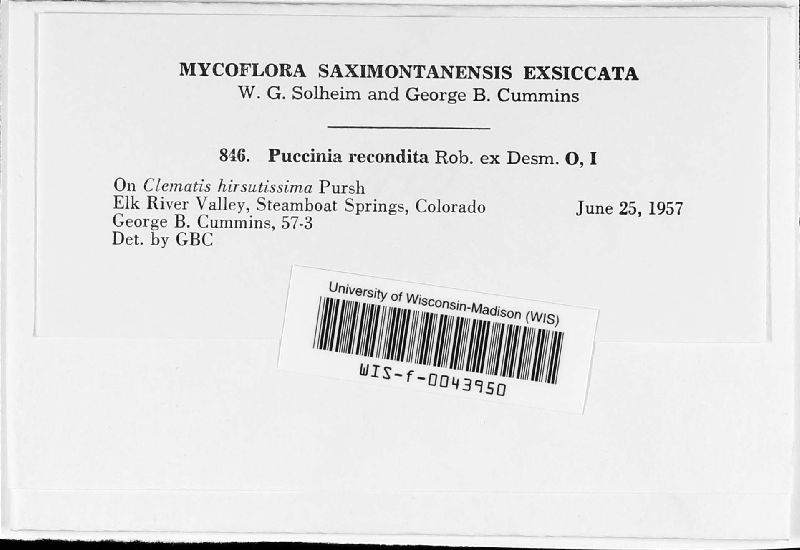 MYCOFLORA SAXIMONTANENSIS EXSICCATA
W. G. Solheim and George B. Cummins
846. Puccinia recondita Rob. ex Desm. O, I
On Clematis hirsutissima Pursh
Elk River Valley, Steamboat Springs, Colorado June 25, 1957
George B. Cummins, 57-3
Det. by GBC
University of Wisconsin-Madison (WIS)
WIS-f-0043950